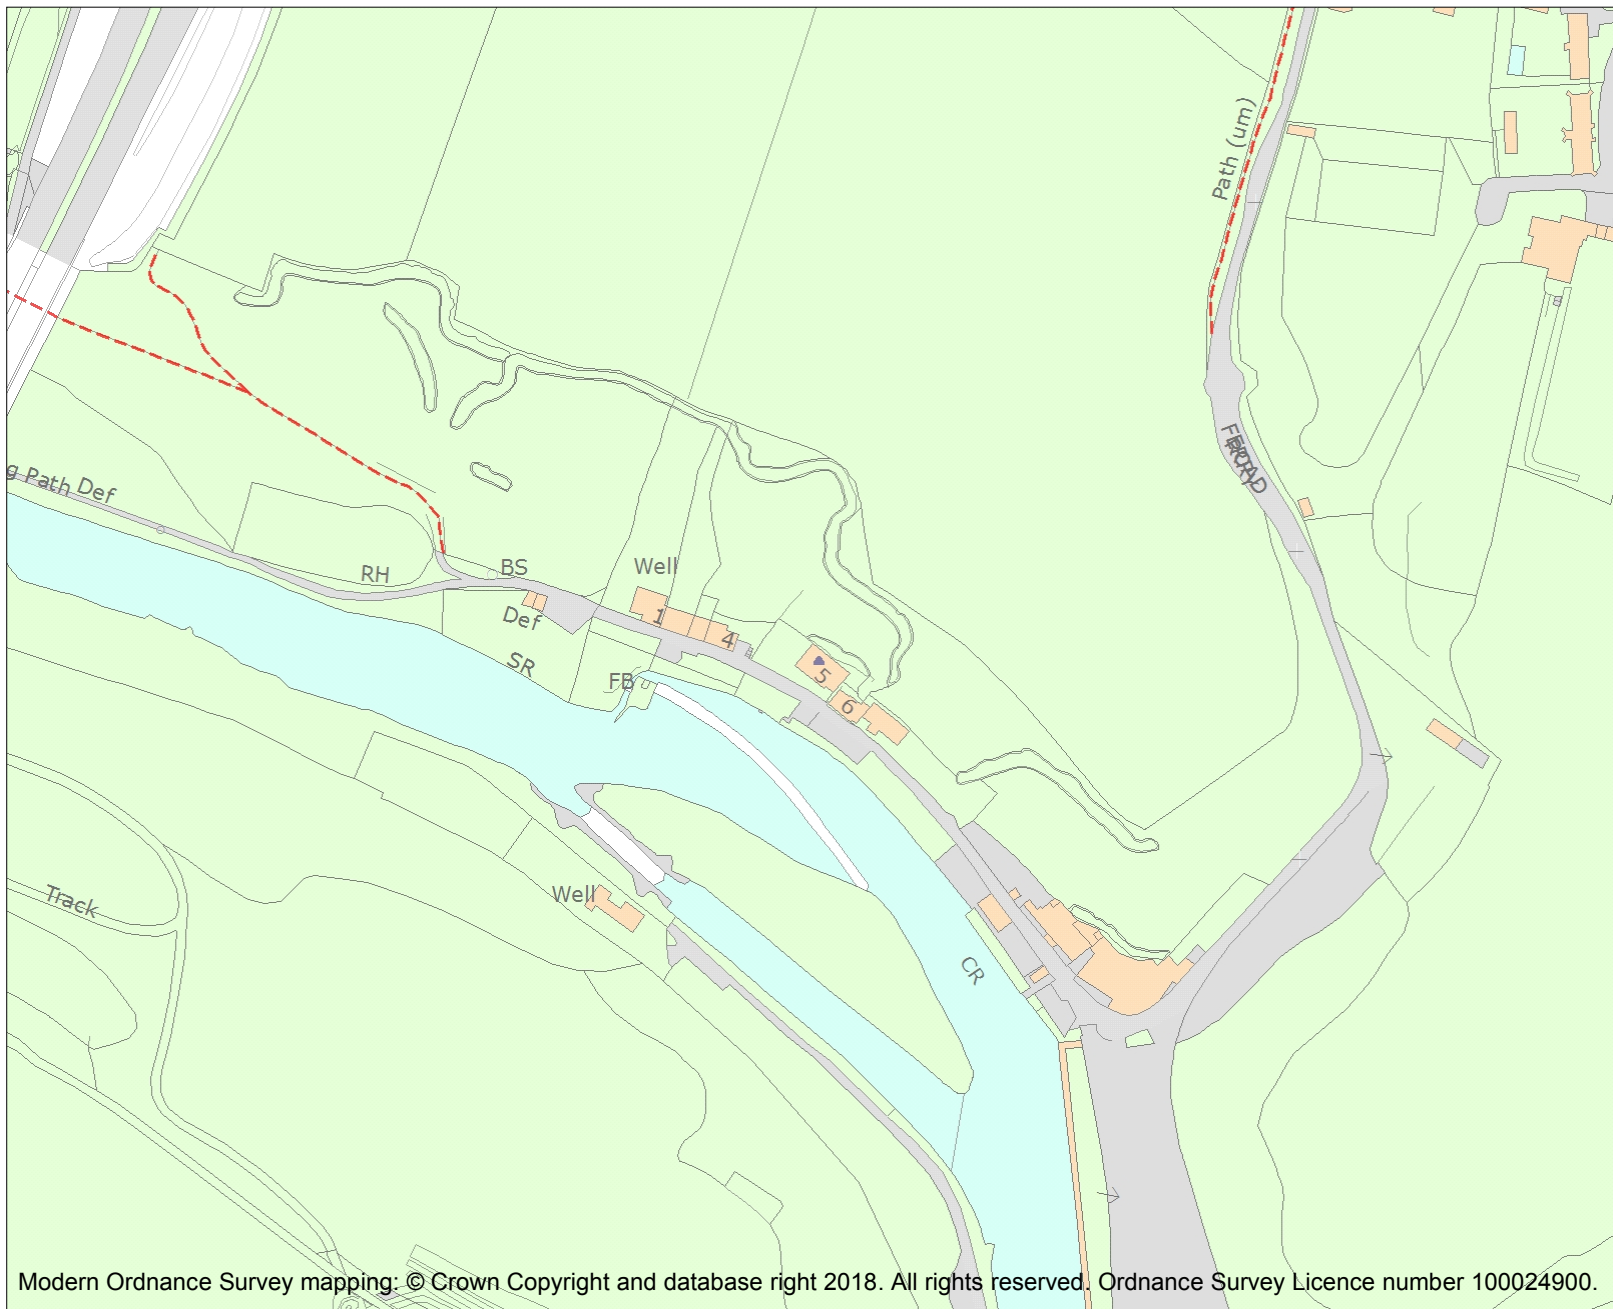 Path (um)
g Path Def
RH
BS
Well
1
4
Def
SR
FB
5
6
Track
Well
CR
Modern Ordnance Survey mapping: © Crown Copyright and database right 2018. All rights reserved. Ordnance Survey Licence number 100024900.